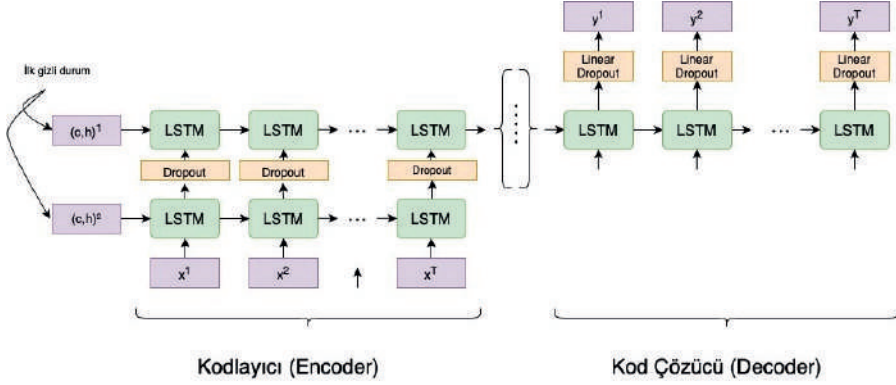 y¹ y² yᵀ
Linear Dropout Linear Dropout Linear Dropout
İlk gizli durum
(c,h)¹ LSTM LSTM ... LSTM LSTM LSTM ... LSTM
Dropout Dropout Dropout
(c,h)² LSTM LSTM ... LSTM
x¹ x² xᵀ
Kodlayıcı (Encoder) Kod Çözücü (Decoder)